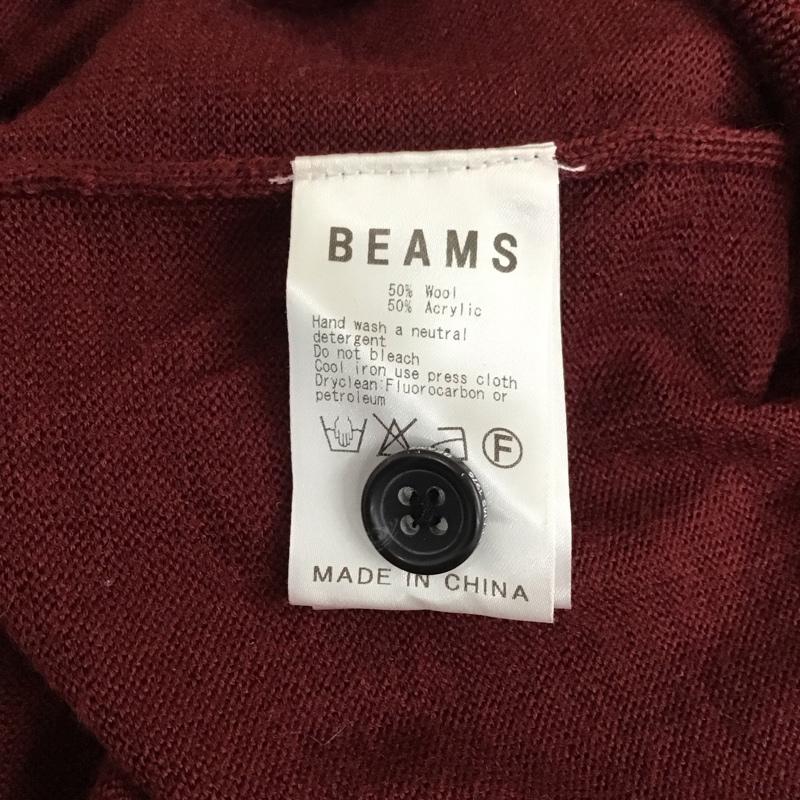 BEAMS
50% Wool
50% Acrylic
Hand wash a neutral
detergent
Do not bleach
Cool iron use press cloth
Dryclean:Fluorocarbon or
petroleum
F
MADE IN CHINA